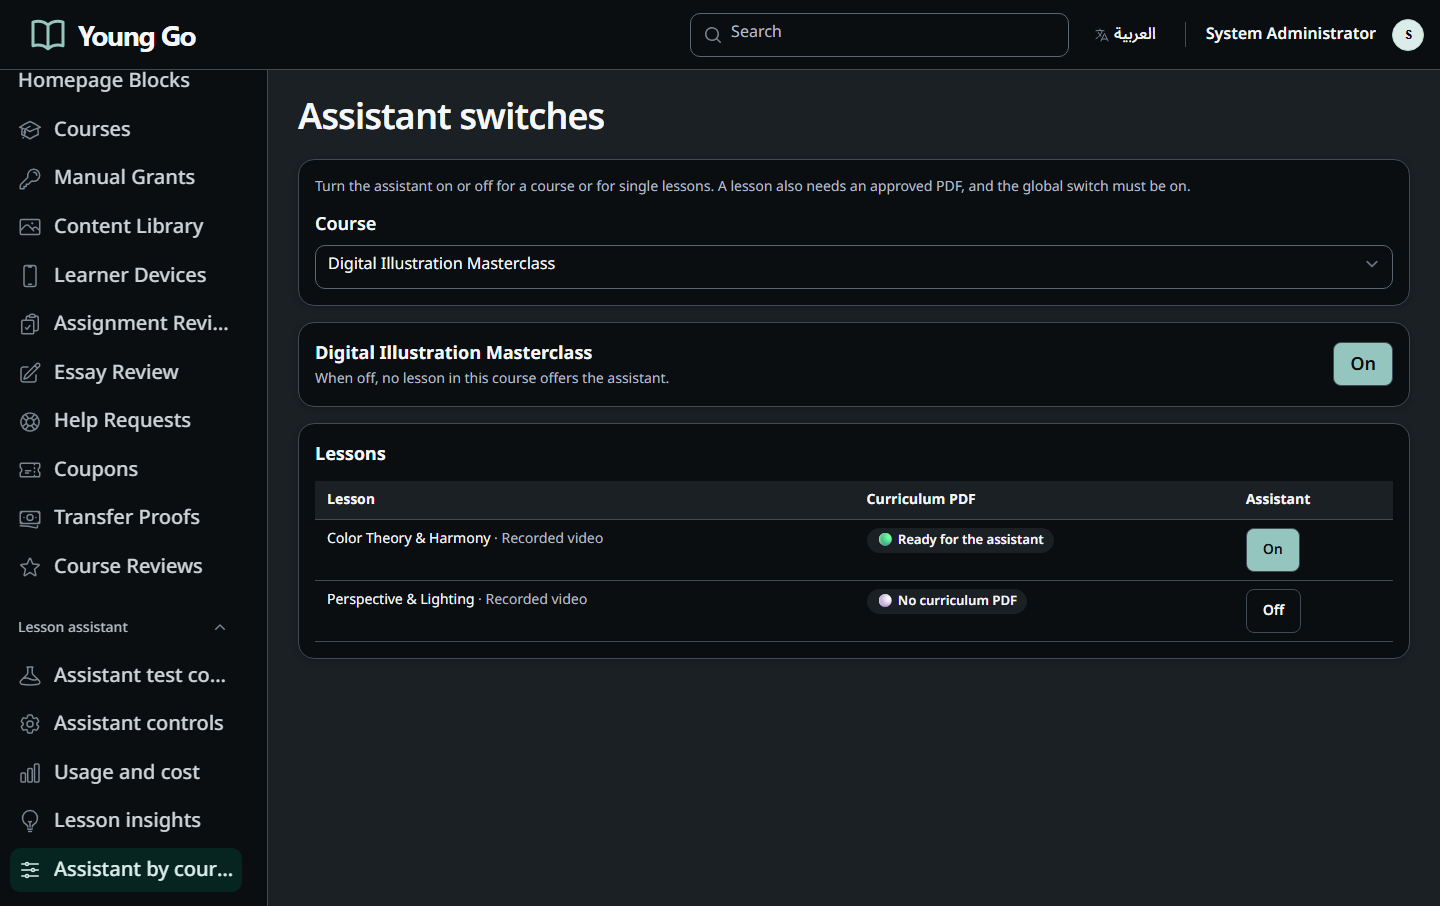 Young Go
Search
العربية
System Administrator
S
Homepage Blocks
Courses
Manual Grants
Content Library
Learner Devices
Assignment Revi...
Essay Review
Help Requests
Coupons
Transfer Proofs
Course Reviews
Lesson assistant
Assistant test co...
Assistant controls
Usage and cost
Lesson insights
Assistant by cour...
Assistant switches
Turn the assistant on or off for a course or for single lessons. A lesson also needs an approved PDF, and the global switch must be on.
Course
Digital Illustration Masterclass
Digital Illustration Masterclass
When off, no lesson in this course offers the assistant.
On
Lessons
Lesson Curriculum PDF Assistant
Color Theory & Harmony · Recorded video Ready for the assistant On
Perspective & Lighting · Recorded video No curriculum PDF Off